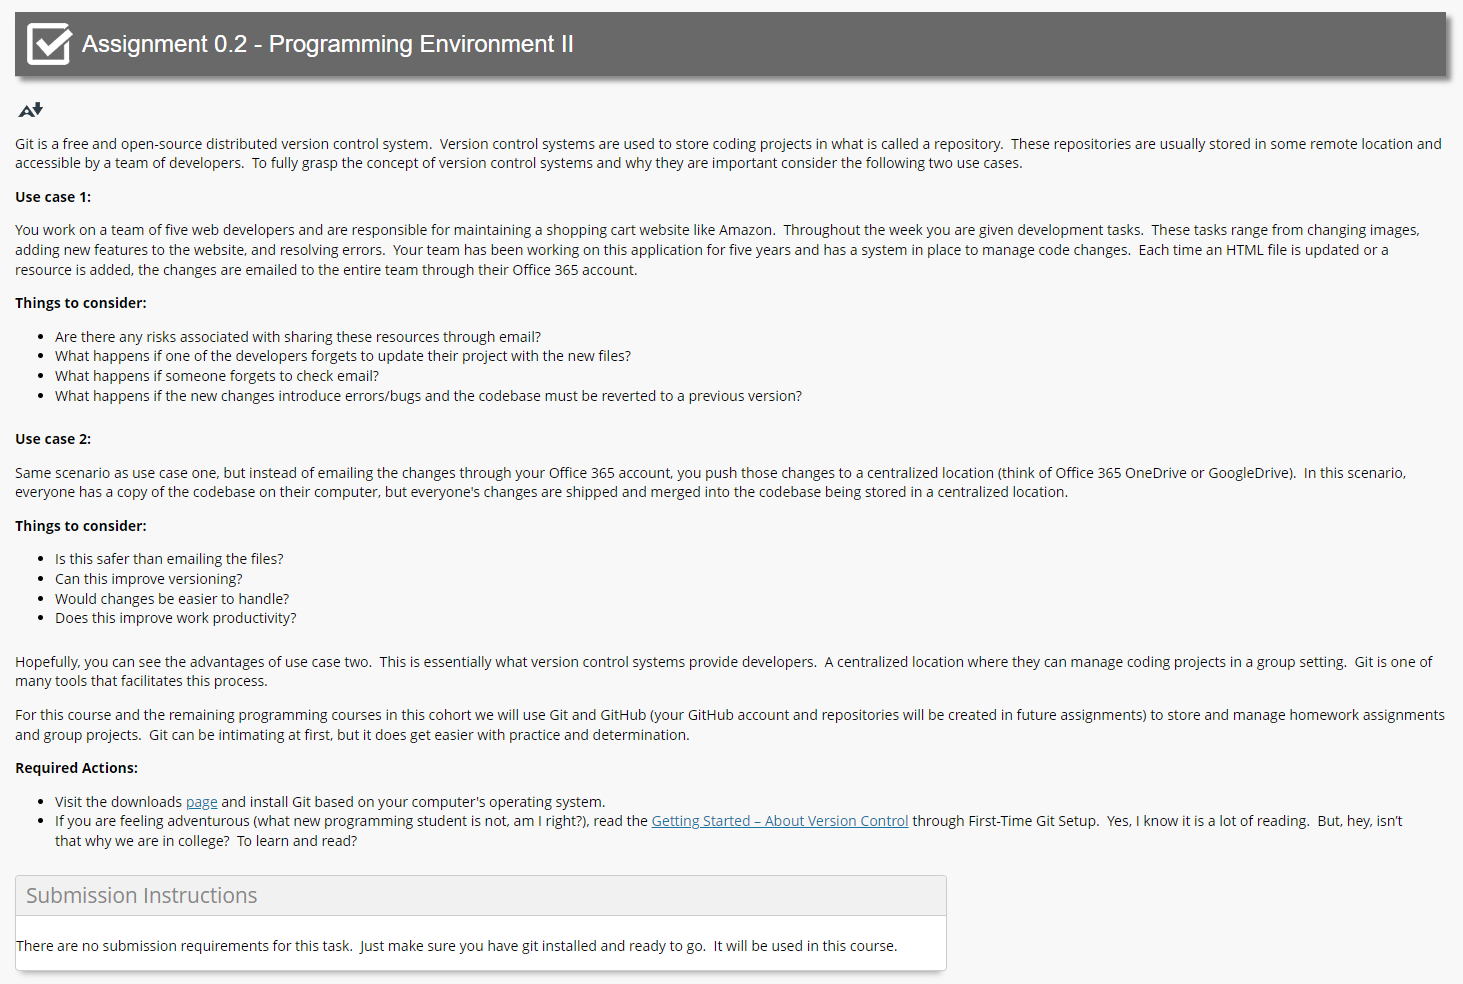 Assignment 0.2 - Programming Environment II
A
Git is a free and open-source distributed version control system.  Version control systems are used to store coding projects in what is called a repository.  These repositories are usually stored in some remote location and
accessible by a team of developers.  To fully grasp the concept of version control systems and why they are important consider the following two use cases.
Use case 1:
You work on a team of five web developers and are responsible for maintaining a shopping cart website like Amazon.  Throughout the week you are given development tasks.  These tasks range from changing images,
adding new features to the website, and resolving errors.  Your team has been working on this application for five years and has a system in place to manage code changes.  Each time an HTML file is updated or a
resource is added, the changes are emailed to the entire team through their Office 365 account.
Things to consider:
• Are there any risks associated with sharing these resources through email?
• What happens if one of the developers forgets to update their project with the new files?
• What happens if someone forgets to check email?
• What happens if the new changes introduce errors/bugs and the codebase must be reverted to a previous version?
Use case 2:
Same scenario as use case one, but instead of emailing the changes through your Office 365 account, you push those changes to a centralized location (think of Office 365 OneDrive or GoogleDrive).  In this scenario,
everyone has a copy of the codebase on their computer, but everyone's changes are shipped and merged into the codebase being stored in a centralized location.
Things to consider:
• Is this safer than emailing the files?
• Can this improve versioning?
• Would changes be easier to handle?
• Does this improve work productivity?
Hopefully, you can see the advantages of use case two.  This is essentially what version control systems provide developers.  A centralized location where they can manage coding projects in a group setting.  Git is one of
many tools that facilitates this process.
For this course and the remaining programming courses in this cohort we will use Git and GitHub (your GitHub account and repositories will be created in future assignments) to store and manage homework assignments
and group projects.  Git can be intimating at first, but it does get easier with practice and determination.
Required Actions:
• Visit the downloads page and install Git based on your computer's operating system.
• If you are feeling adventurous (what new programming student is not, am I right?), read the Getting Started – About Version Control through First-Time Git Setup.  Yes, I know it is a lot of reading.  But, hey, isn't
that why we are in college?  To learn and read?
Submission Instructions
There are no submission requirements for this task.  Just make sure you have git installed and ready to go.  It will be used in this course.